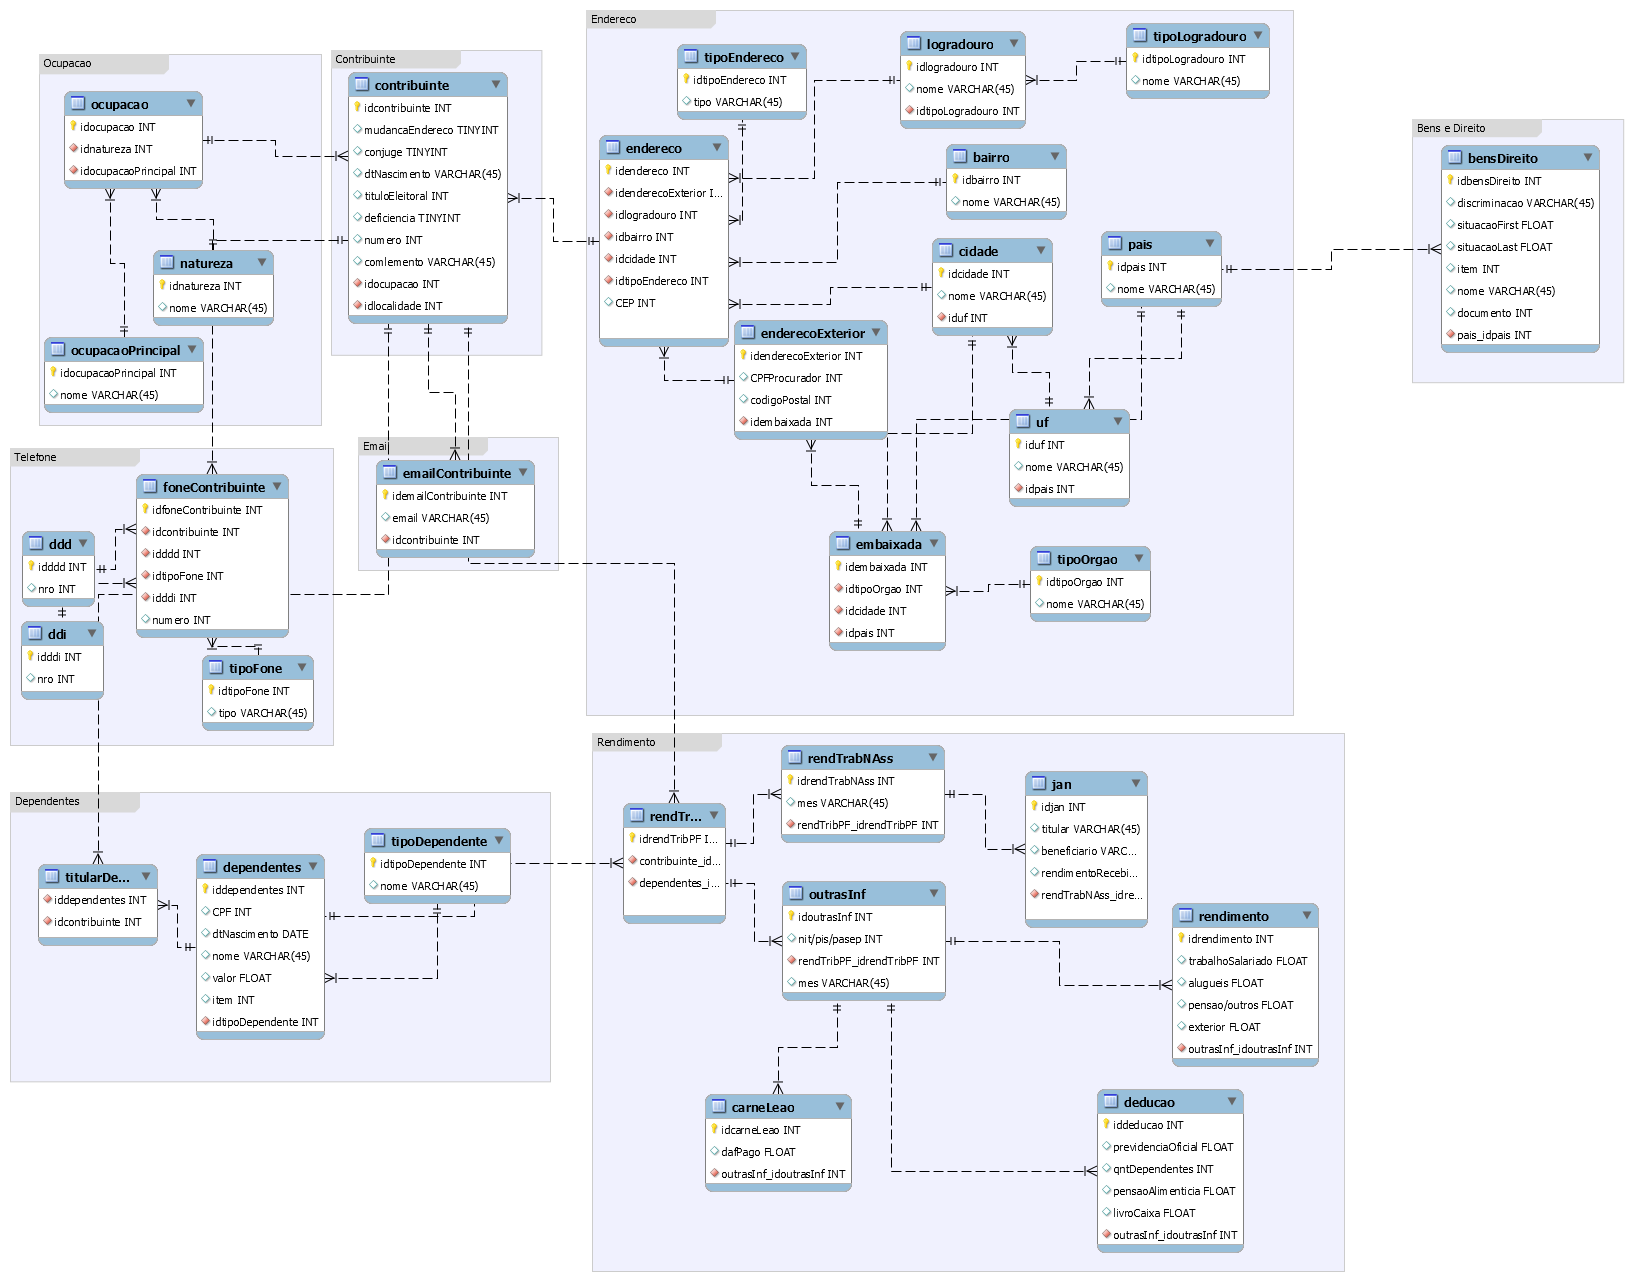 Ocupacao
ocupacao
idocupacao INT
idnatureza INT
idocupacaoPrincipal INT
natureza
idnatureza INT
nome VARCHAR(45)
ocupacaoPrincipal
idocupacaoPrincipal INT
nome VARCHAR(45)
Contribuinte
contribuinte
idcontribuinte INT
mudancaEndereco TINYINT
conjuge TINYINT
dtNascimento VARCHAR(45)
tituloEleitoral INT
deficiencia TINYINT
numero INT
comlemento VARCHAR(45)
idocupacao INT
idlocalidade INT
Endereco
tipoEndereco
idtipoEndereco INT
tipo VARCHAR(45)
logradouro
idlogradouro INT
nome VARCHAR(45)
idtipoLogradouro INT
tipoLogradouro
idtipoLogradouro INT
nome VARCHAR(45)
endereco
idendereco INT
idenderecoExterior I...
idlogradouro INT
idbairro INT
idcidade INT
idtipoEndereco INT
CEP INT
bairro
idbairro INT
nome VARCHAR(45)
cidade
idcidade INT
nome VARCHAR(45)
iduf INT
pais
idpais INT
nome VARCHAR(45)
enderecoExterior
idenderecoExterior INT
CPFProcurador INT
codigoPostal INT
idembaixada INT
uf
iduf INT
nome VARCHAR(45)
idpais INT
embaixada
idembaixada INT
idtipoOrgao INT
idcidade INT
idpais INT
tipoOrgao
idtipoOrgao INT
nome VARCHAR(45)
Bens e Direito
bensDireito
idbensDireito INT
discriminacao VARCHAR(45)
situacaoFirst FLOAT
situacaoLast FLOAT
item INT
nome VARCHAR(45)
documento INT
pais_idpais INT
Telefone
foneContribuinte
idfoneContribuinte INT
idcontribuinte INT
idddd INT
idtipoFone INT
idddi INT
numero INT
ddd
idddd INT
nro INT
ddi
idddi INT
nro INT
tipoFone
idtipoFone INT
tipo VARCHAR(45)
Email
emailContribuinte
idemailContribuinte INT
email VARCHAR(45)
idcontribuinte INT
Dependentes
titularDe...
iddependentes INT
idcontribuinte INT
dependentes
iddependentes INT
CPF INT
dtNascimento DATE
nome VARCHAR(45)
valor FLOAT
item INT
idtipoDependente INT
tipoDependente
idtipoDependente INT
nome VARCHAR(45)
Rendimento
rendTr...
idrendTribPF I...
contribuinte_id...
dependentes_i...
rendTrabNAss
idrendTrabNAss INT
mes VARCHAR(45)
rendTribPF_idrendTribPF INT
jan
idjan INT
titular VARCHAR(45)
beneficiario VARC...
rendimentoRecebi...
rendTrabNAss_idre...
outrasInf
idoutrasInf INT
nit/pis/pasep INT
rendTribPF_idrendTribPF INT
mes VARCHAR(45)
rendimento
idrendimento INT
trabalhoSalariado FLOAT
alugueis FLOAT
pensao/outros FLOAT
exterior FLOAT
outrasInf_idoutrasInf INT
carneLeao
idcarneLeao INT
dafPago FLOAT
outrasInf_idoutrasInf INT
deducao
iddeducao INT
previdenciaOficial FLOAT
qntDependentes INT
pensaoAlimenticia FLOAT
livroCaixa FLOAT
outrasInf_idoutrasInf INT